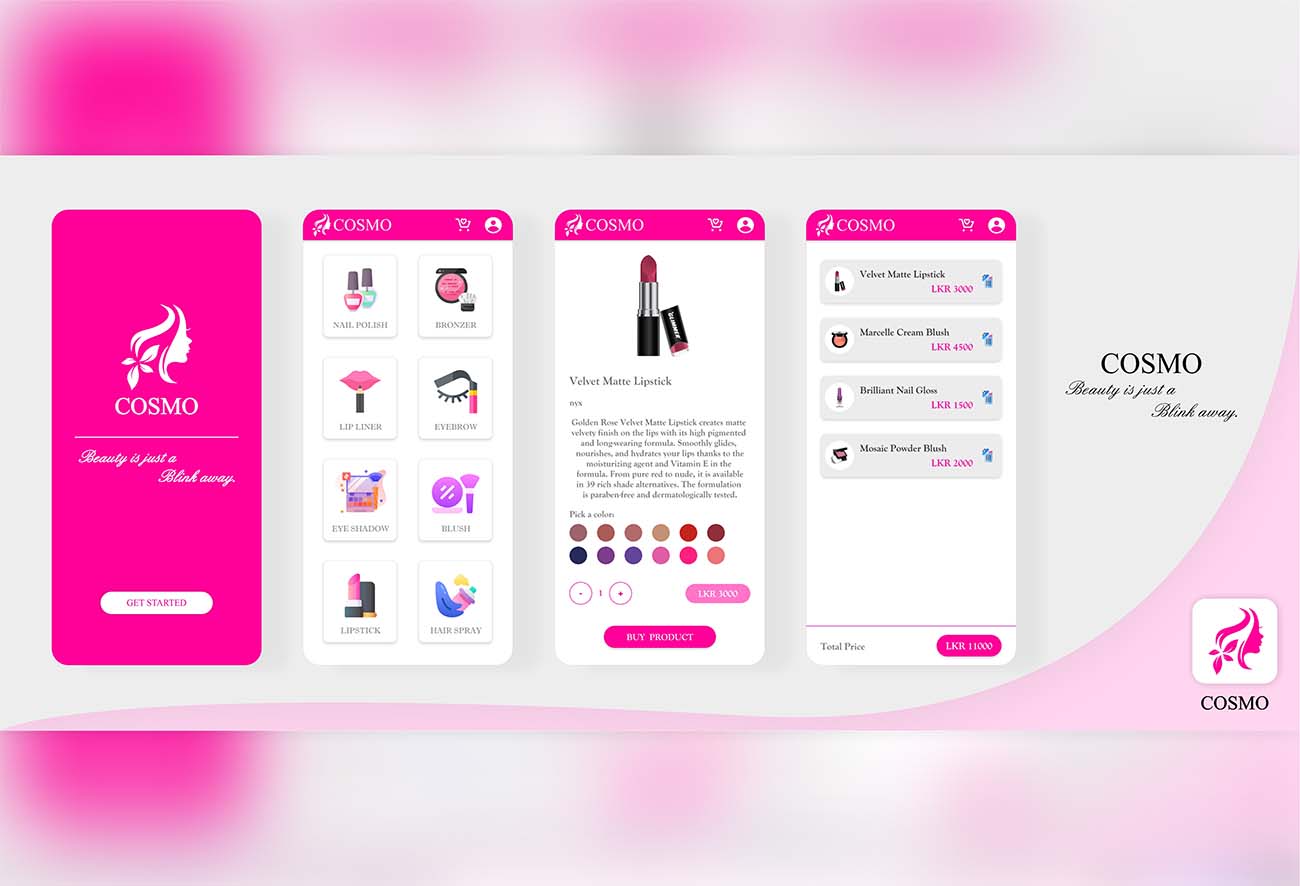 COSMO
Beauty is just a
Blink away.
GET STARTED
COSMO
NAIL POLISH
BRONZER
LIP LINER
EYEBROW
EYE SHADOW
BLUSH
LIPSTICK
HAIR SPRAY
COSMO
GLIMMER
Velvet Matte Lipstick
nyx
Golden Rose Velvet Matte Lipstick creates matte
velvety finish on the lips with its high pigmented
and long-wearing formula. Smoothly glides,
nourishes, and hydrates your lips thanks to the
moisturizing agent and Vitamin E in the
formula. From pure red to nude, it is available
in 39 rich shade alternatives. The formulation
is paraben-free and dermatologically tested.
Pick a color:
- 1 +
LKR 3000
BUY PRODUCT
COSMO
Velvet Matte Lipstick
LKR 3000
Marcelle Cream Blush
LKR 4500
Brilliant Nail Gloss
LKR 1500
Mosaic Powder Blush
LKR 2000
Total Price
LKR 11000
COSMO
Beauty is just a
Blink away.
COSMO